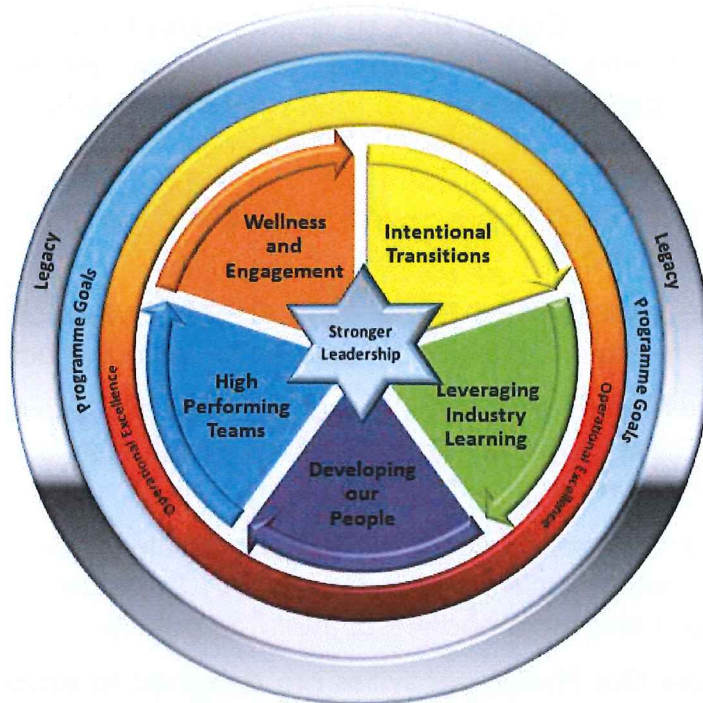 Legacy
Legacy
Programme Goals
Programme Goals
Operational Excellence
Operational Excellence
Wellness
and
Engagement
Intentional
Transitions
Stronger
Leadership
High
Performing
Teams
Leveraging
Industry
Learning
Developing
our
People